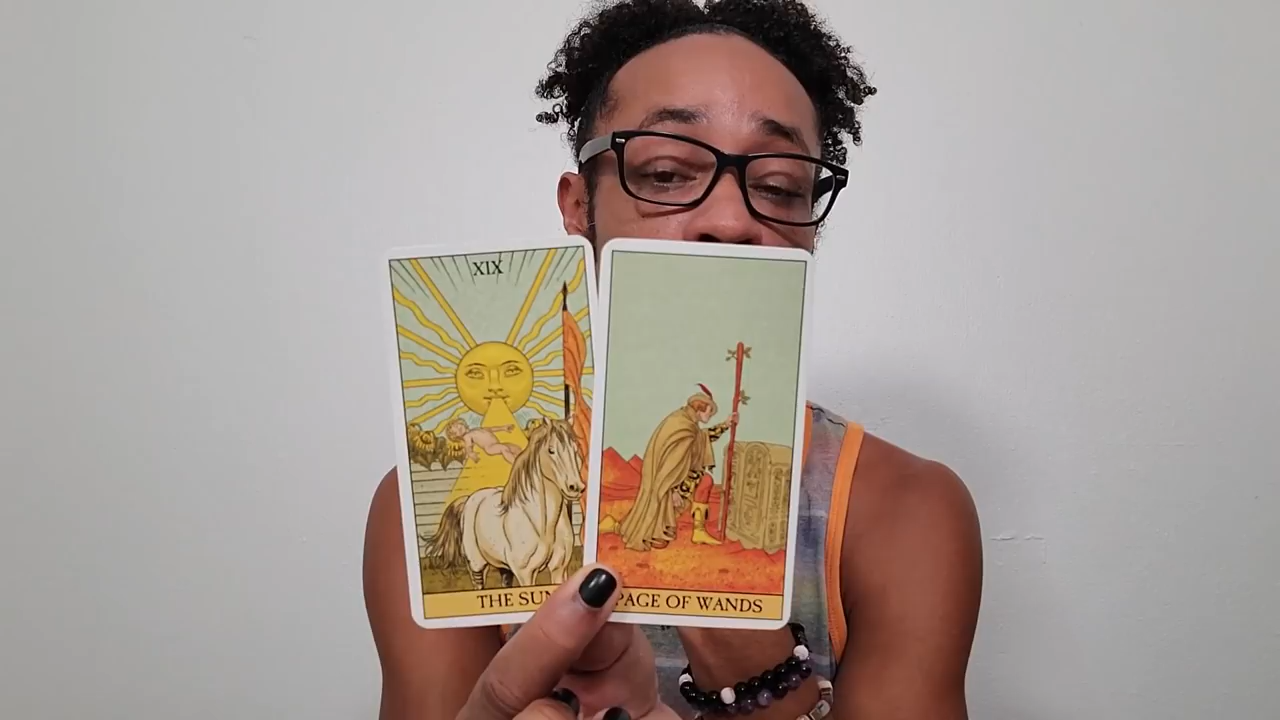 XIX
THE SUN
PAGE OF WANDS